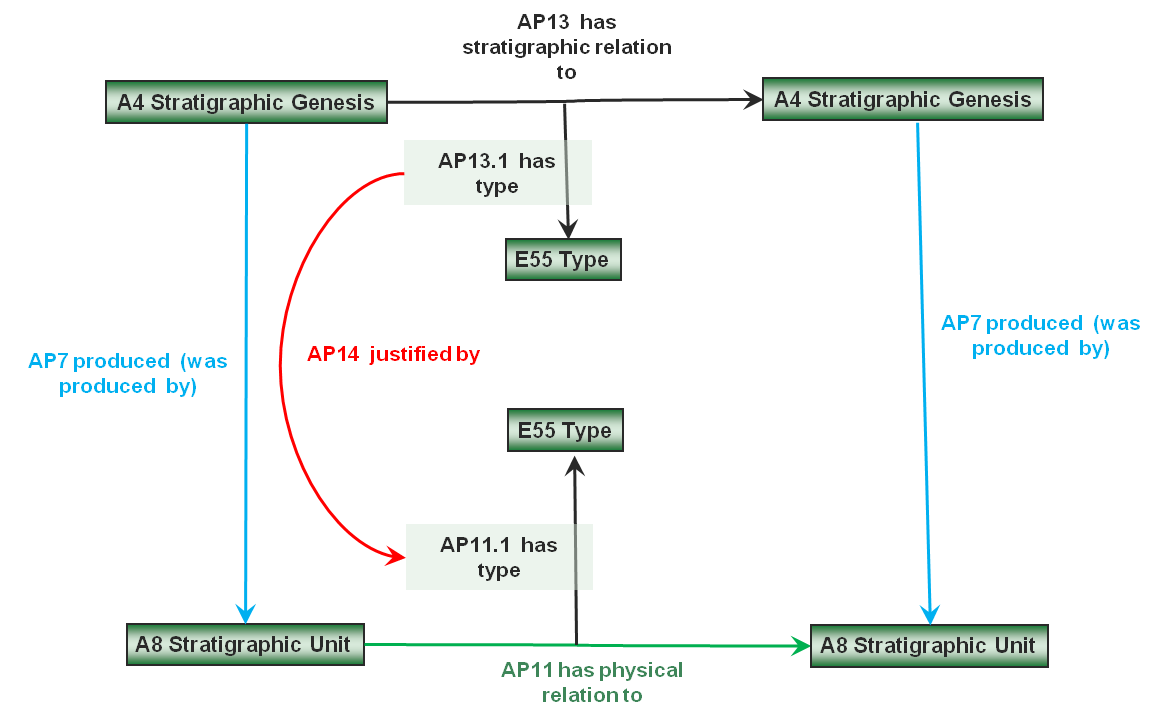 AP13 has
stratigraphic relation
to
A4 Stratigraphic Genesis
A4 Stratigraphic Genesis
AP13.1 has
type
E55 Type
AP7 produced (was
produced by)
AP14 justified by
AP7 produced (was
produced by)
E55 Type
AP11.1 has
type
A8 Stratigraphic Unit
A8 Stratigraphic Unit
AP11 has physical
relation to